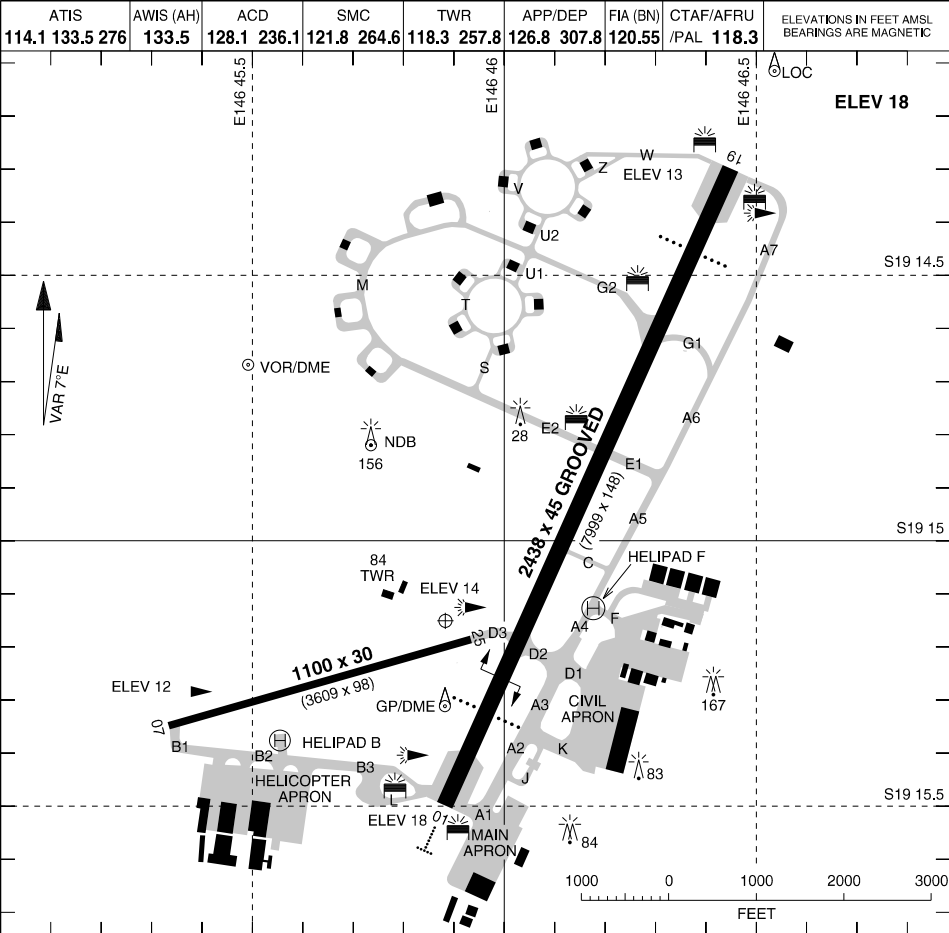 ATIS
114.1 133.5 276
AWIS (AH)
133.5
ACD
128.1 236.1
SMC
121.8 264.6
TWR
118.3 257.8
APP/DEP
126.8 307.8
FIA (BN)
120.55
CTAF/AFRU
/PAL 118.3
ELEVATIONS IN FEET AMSL
BEARINGS ARE MAGNETIC
E146 45.5
E146 46
E146 46.5
LOC
ELEV 18
19
W
Z
ELEV 13
V
U2
A7
S19 14.5
U1
M
G2
T
G1
VAR 7°E
VOR/DME
S
A6
28
E2
NDB
156
E1
2438 x 45 GROOVED
(7999 x 148)
A5
S19 15
C
HELIPAD F
84
TWR
ELEV 14
F
A4
25
D3
D2
D1
1100 x 30
(3609 x 98)
ELEV 12
167
GP/DME
A3
CIVIL
APRON
07
B1
B2
HELIPAD B
A2
K
B3
J
83
HELICOPTER
APRON
L
S19 15.5
ELEV 18
01
A1
MAIN
APRON
84
1000
0
1000
2000
3000
FEET
H
H